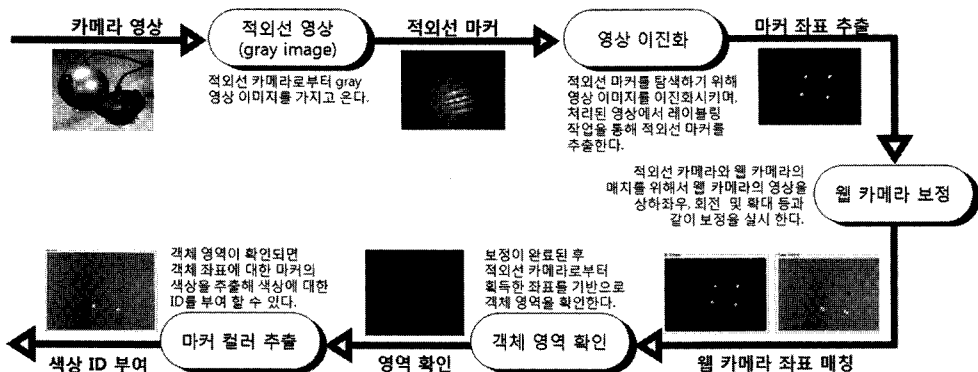 카메라 영상
적외선 영상
(gray image)
적외선 카메라로부터 gray
영상 이미지를 가지고 온다.
적외선 마커
영상 이진화
적외선 마커를 탐색하기 위해
영상 이미지를 이진화시키며,
처리된 영상에서 레이블링
작업을 통해 적외선 마커를
추출한다.
마커 좌표 추출
적외선 카메라와 웹 카메라의
매치를 위해서 웹 카메라의 영상을
상하좌우, 회전 및 확대 등과
같이 보정을 실시 한다.
웹 카메라 보정
웹 카메라 좌표 매칭
보정이 완료된 후
적외선 카메라로부터
획득한 좌표를 기반으로
객체 영역을 확인한다.
객체 영역 확인
영역 확인
객체 영역이 확인되면
객체 좌표에 대한 마커의
색상을 추출해 색상에 대한
ID를 부여 할 수 있다.
마커 컬러 추출
색상 ID 부여